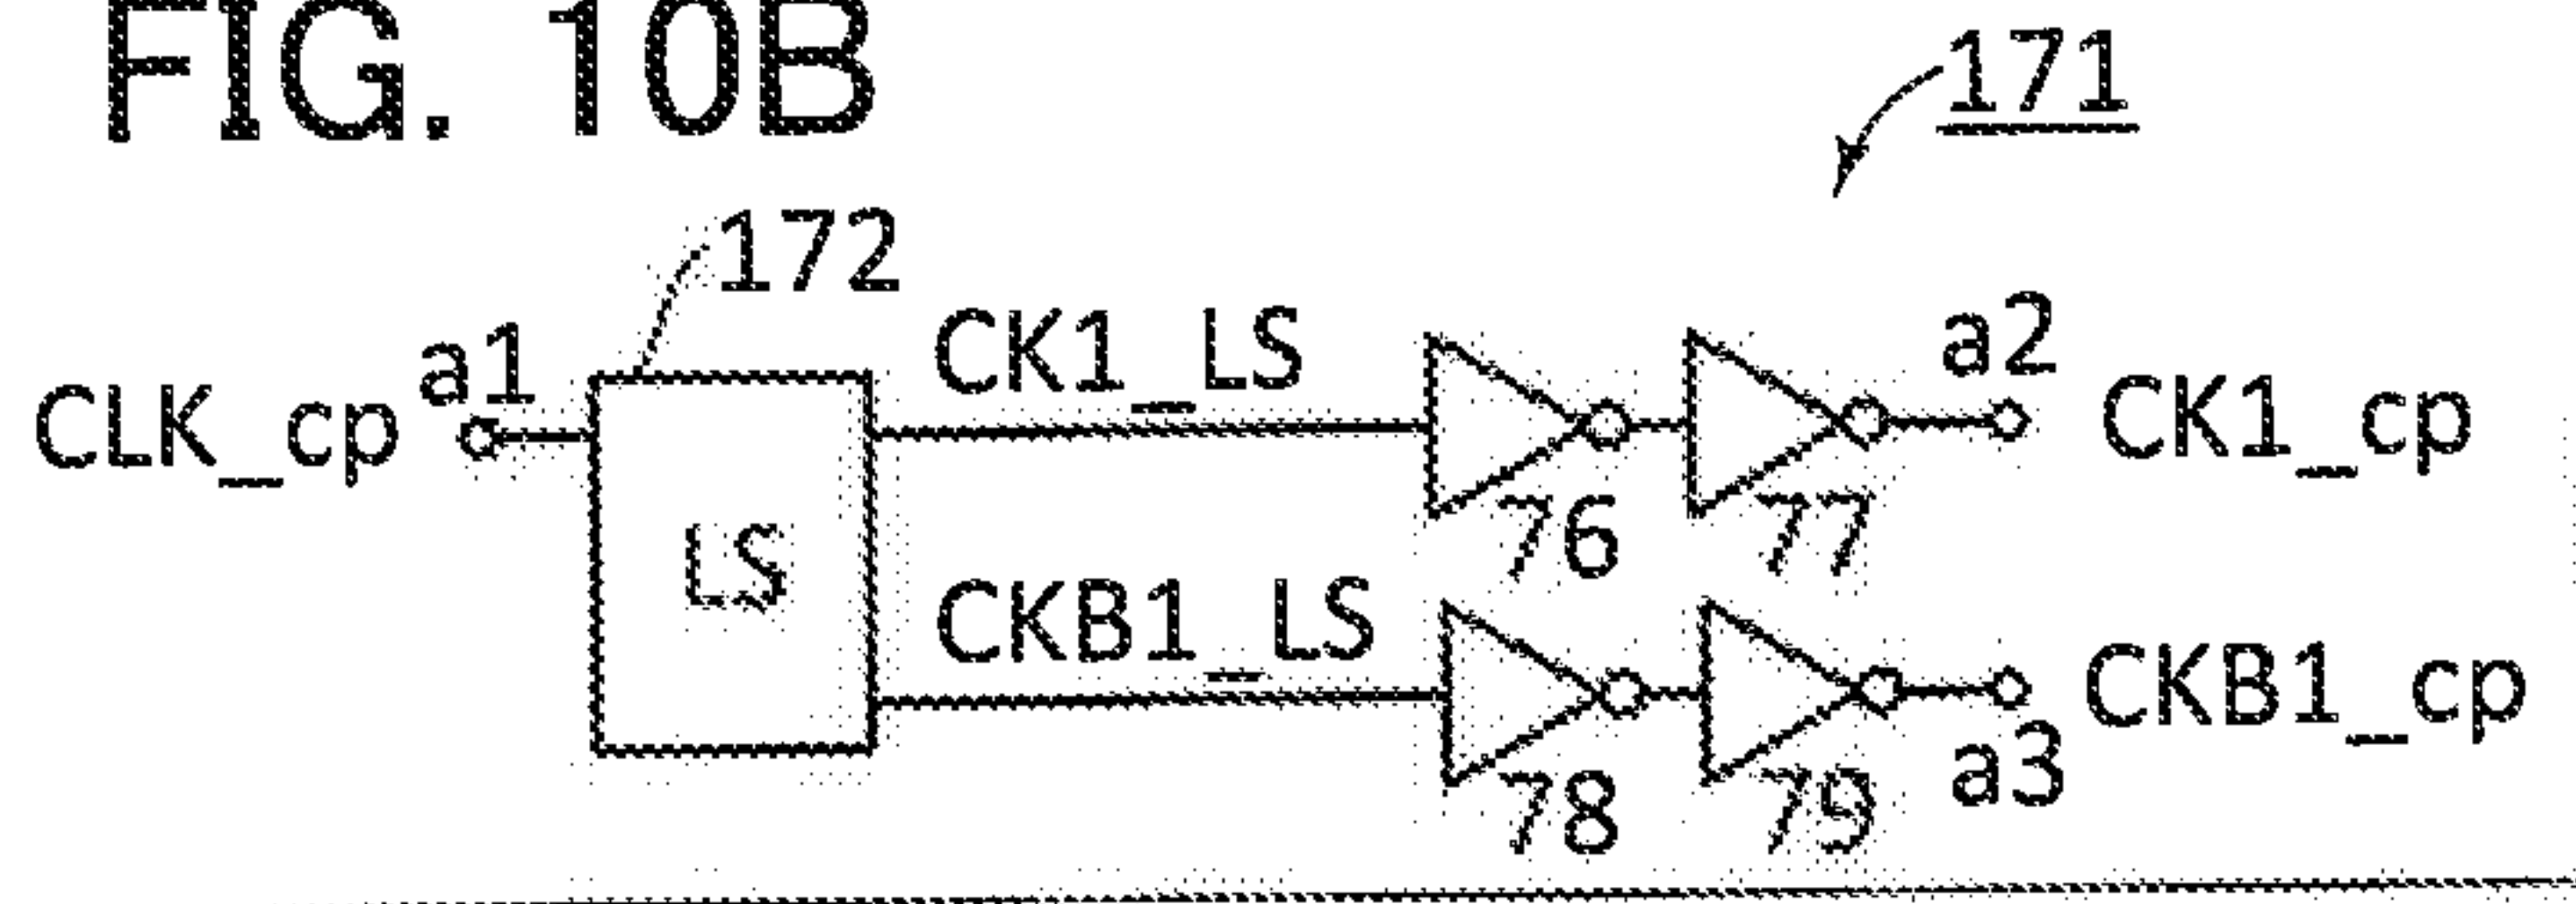 FIG. 10B
171
172
CLK_cp
a1
LS
CK1_LS
76
77
a2
CK1_cp
CKB1_LS
78
79
a3
CKB1_cp